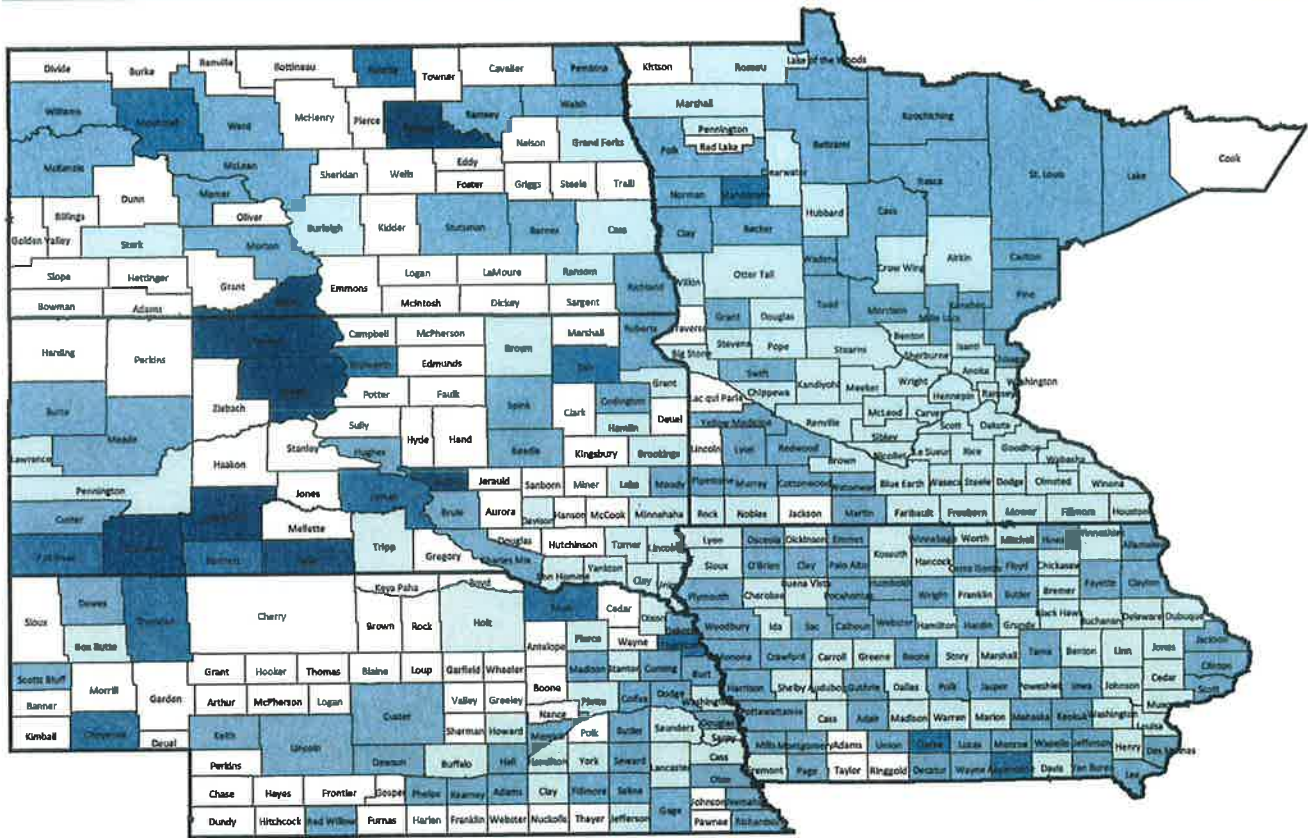 Divide Burke Renville Bottineau Rolette Towner Cavalier Pembina Kittson Roseau Lake of the Woods
Williams Mountrail Ward McHenry Pierce Ramsey Walsh Marshall Koochiching
Nelson Grand Forks Polk Pennington Red Lake Beltrami Cook
McKenzie McLean Sheridan Wells Eddy Foster Griggs Steele Traill Norman Clearwater Itasca St. Louis Lake
Dunn Mercer Oliver Hubbard Cass
Billings Golden Valley Stark Morton Burleigh Kidder Stutsman Barnes Cass Clay Becker
Slope Hettinger Grant Emmons Logan LaMoure Ransom Richland Wilkin Otter Tail Wadena Crow Wing Aitkin Carlton
Bowman Adams McIntosh Dickey Sargent Grant Douglas Todd Morrison Mille Lacs Kanabec Pine
Harding Perkins Campbell McPherson Brown Marshall Roberts Traverse Stevens Pope Stearns Benton Sherburne Isanti
Walworth Edmunds Day Big Stone Swift Kandiyohi Meeker Wright Anoka Washington
Butte Meade Ziebach Potter Faulk Spink Clark Codington Grant Deuel Hamlin Lac qui Parle Chippewa Hennepin Ramsey
Lawrence Haakon Stanley Sully Hughes Hyde Hand Beadle Kingsbury Brookings Yellow Medicine Renville McLeod Carver Scott Dakota Sibley
Lincoln Lyon Redwood Brown Nicollet Le Sueur Rice Goodhue Wabasha
Pennington Jones Lyman Jerauld Sanborn Miner Lake Moody Pipestone Murray Cottonwood Watonwan Blue Earth Waseca Steele Dodge Olmsted Winona
Custer Mellette Brule Aurora Davison Hanson McCook Minnehaha Rock Nobles Jackson Martin Faribault Freeborn Mower Fillmore Houston
Fall River Bennett Todd Tripp Gregory Charles Mix Douglas Hutchinson Turner Lincoln
Bon Homme Yankton Clay Union
Lyon Osceola Dickinson Emmet Kossuth Winnebago Worth Mitchell Winneshiek Allamakee
Sioux O'Brien Clay Palo Alto Hancock Cerro Gordo Floyd Chickasaw
Sioux Dawes Sheridan Cherry Keya Paha Boyd Knox Cedar Dixon Dakota Plymouth Cherokee Buena Vista Pocahontas Humboldt Wright Franklin Butler Bremer Fayette Clayton
Box Butte Brown Rock Holt Antelope Pierce Wayne Woodbury Ida Sac Calhoun Webster Hamilton Hardin Grundy Black Hawk Buchanan Delaware Dubuque
Scotts Bluff Grant Hooker Thomas Blaine Loup Garfield Wheeler Madison Stanton Cuming Burt Monona Crawford Carroll Greene Boone Story Marshall Tama Benton Linn Jones Jackson
Banner Morrill Garden Arthur McPherson Logan Custer Valley Greeley Boone Nance Platte Colfax Dodge Washington Harrison Shelby Audubon Guthrie Dallas Polk Jasper Poweshiek Iowa Johnson Cedar Clinton Scott
Kimball Cheyenne Deuel Keith Lincoln Sherman Howard Merrick Polk Butler Saunders Douglas Sarpy Pottawattamie Cass Adair Madison Warren Marion Mahaska Keokuk Washington Louisa
Perkins Dawson Buffalo Hall Hamilton York Seward Lancaster Cass Otoe Mills Montgomery Adams Union Clarke Lucas Monroe Wapello Jefferson Henry Des Moines
Chase Hayes Frontier Gosper Phelps Kearney Adams Clay Fillmore Saline Gage Johnson Nemaha Fremont Page Taylor Ringgold Decatur Wayne Appanoose Davis Van Buren Lee
Dundy Hitchcock Red Willow Furnas Harlan Franklin Webster Nuckolls Thayer Jefferson Pawnee Richardson